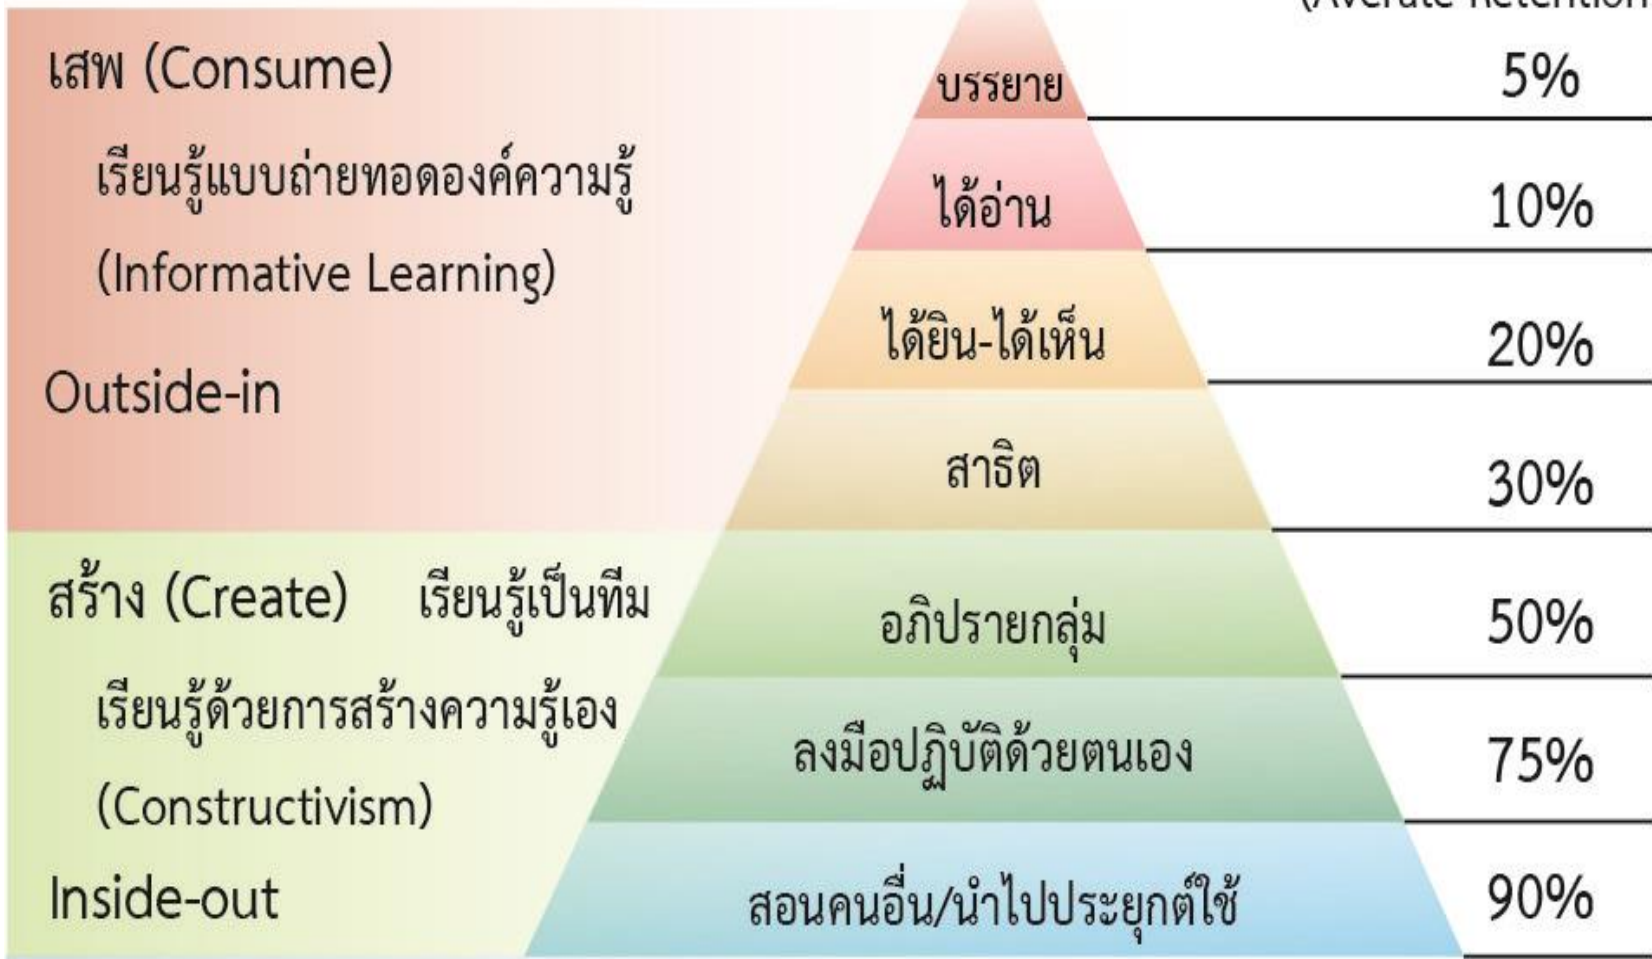 (Averate Retention
เสพ (Consume)
บรรยาย
5%
เรียนรู้แบบถ่ายทอดองค์ความรู้
ได้อ่าน
10%
(Informative Learning)
ได้ยิน-ได้เห็น
20%
Outside-in
สาธิต
30%
สร้าง (Create) เรียนรู้เป็นทีม
อภิปรายกลุ่ม
50%
เรียนรู้ด้วยการสร้างความรู้เอง
ลงมือปฏิบัติด้วยตนเอง
75%
(Constructivism)
Inside-out
สอนคนอื่น/นำไปประยุกต์ใช้
90%